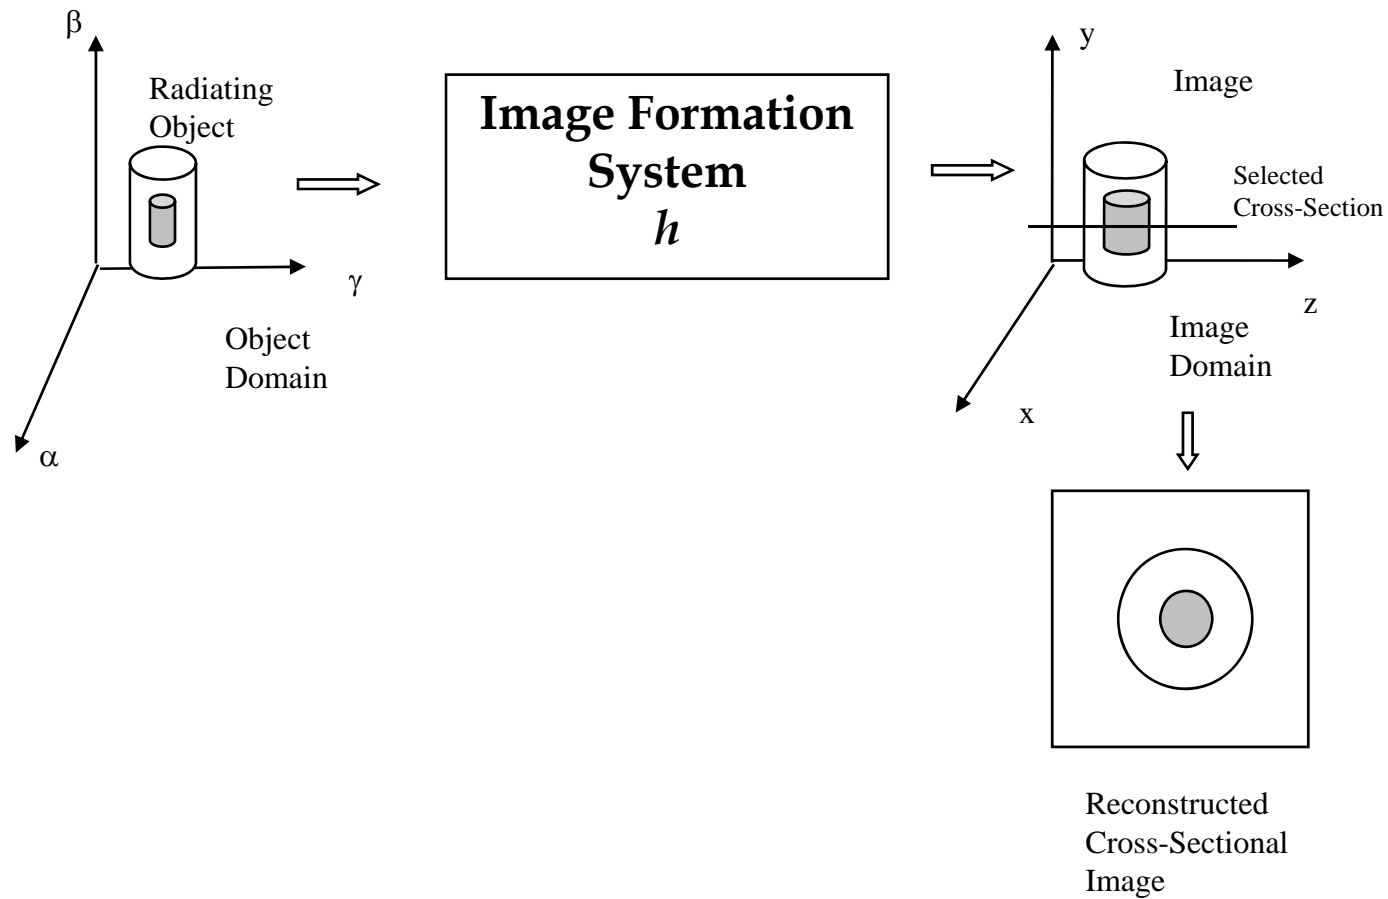 β
Radiating
Object
γ
Object
Domain
α
Image Formation
System
h
y
Image
Selected
Cross-Section
z
Image
Domain
x
Reconstructed
Cross-Sectional
Image